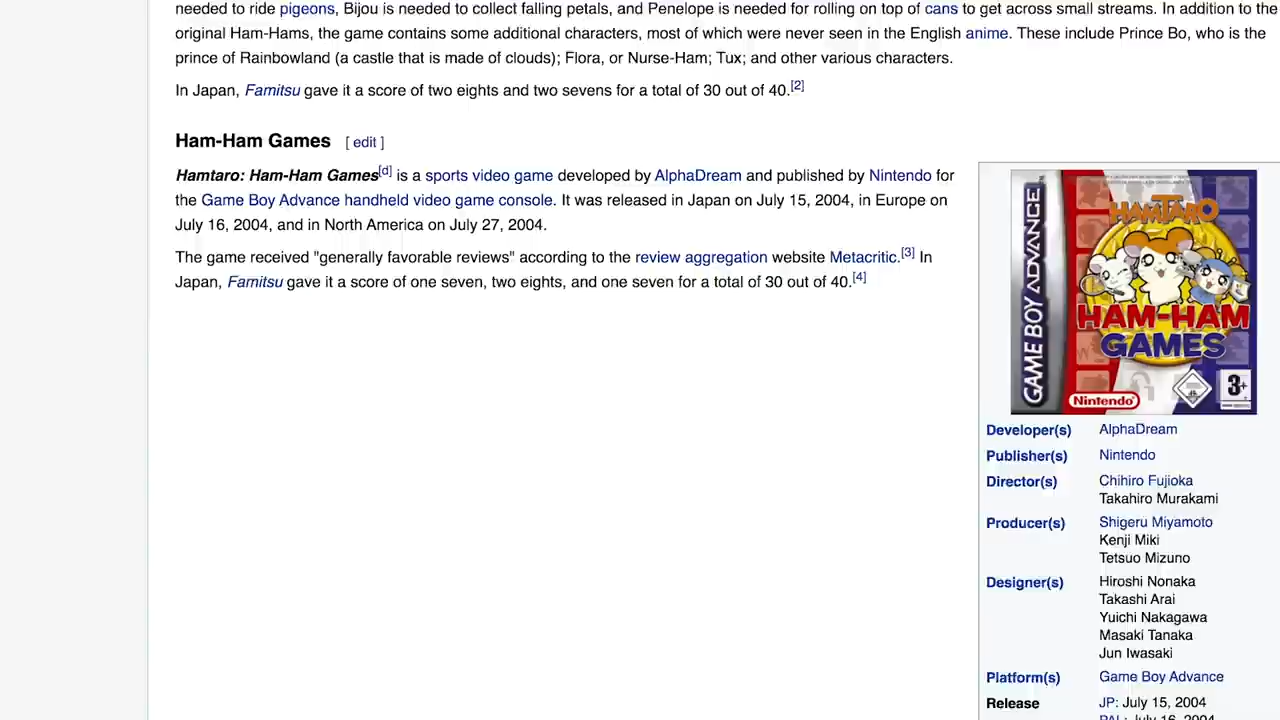 needed to ride pigeons, Bijou is needed to collect falling petals, and Penelope is needed for rolling on top of cans to get across small streams. In addition to the
original Ham-Hams, the game contains some additional characters, most of which were never seen in the English anime. These include Prince Bo, who is the
prince of Rainbowland (a castle that is made of clouds); Flora, or Nurse-Ham; Tux; and other various characters.
In Japan, Famitsu gave it a score of two eights and two sevens for a total of 30 out of 40.[2]
Ham-Ham Games [ edit ]
Hamtaro: Ham-Ham Games[d] is a sports video game developed by AlphaDream and published by Nintendo for
the Game Boy Advance handheld video game console. It was released in Japan on July 15, 2004, in Europe on
July 16, 2004, and in North America on July 27, 2004.
The game received "generally favorable reviews" according to the review aggregation website Metacritic.[3] In
Japan, Famitsu gave it a score of one seven, two eights, and one seven for a total of 30 out of 40.[4]
GAME BOY ADVANCE
HAMTARO
HAM-HAM
GAMES
Nintendo
3+
Developer(s) AlphaDream
Publisher(s) Nintendo
Director(s) Chihiro Fujioka
Takahiro Murakami
Producer(s) Shigeru Miyamoto
Kenji Miki
Tetsuo Mizuno
Designer(s) Hiroshi Nonaka
Takashi Arai
Yuichi Nakagawa
Masaki Tanaka
Jun Iwasaki
Platform(s) Game Boy Advance
Release JP: July 15, 2004
PAL: July 16, 2004